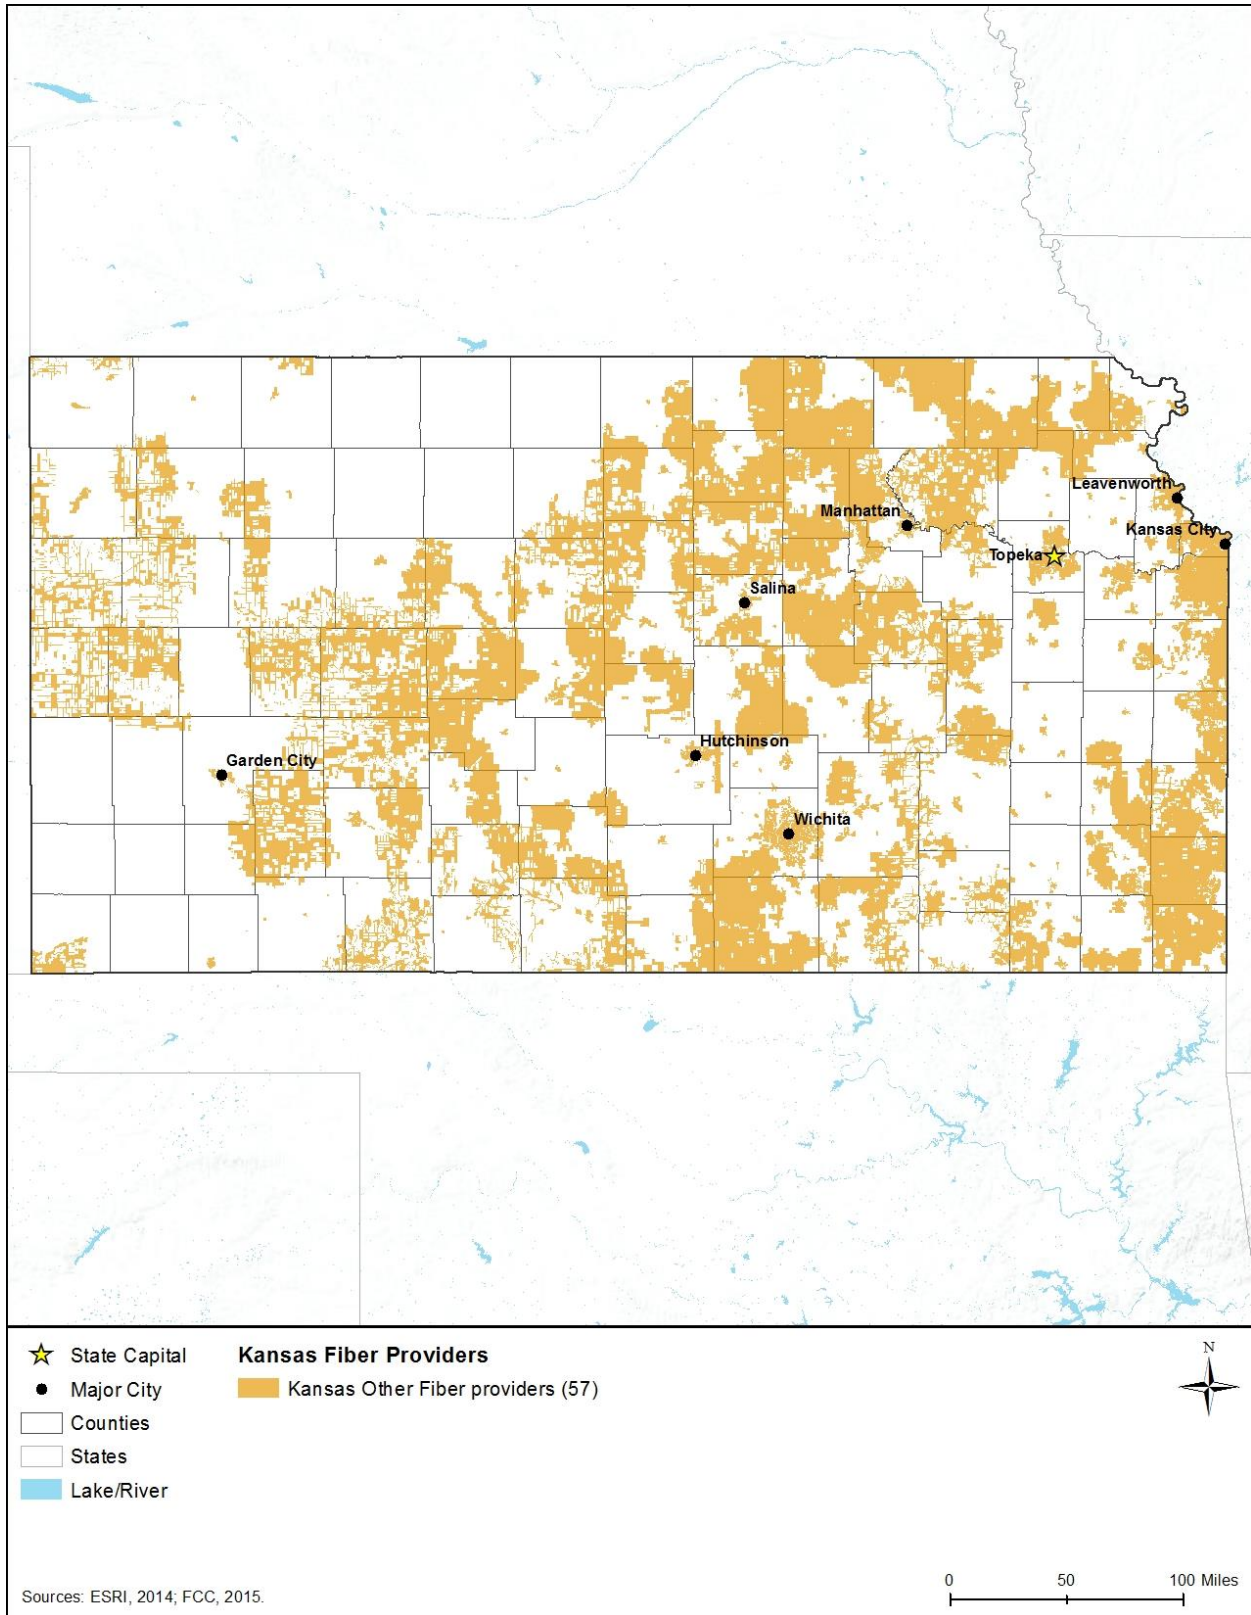 Leavenworth
Manhattan
Kansas City
Topeka
Salina
Hutchinson
Garden City
Wichita
State Capital
Kansas Fiber Providers
N
Major City
Kansas Other Fiber providers (57)
Counties
States
Lake/River
0 50 100 Miles
Sources: ESRI, 2014; FCC, 2015.